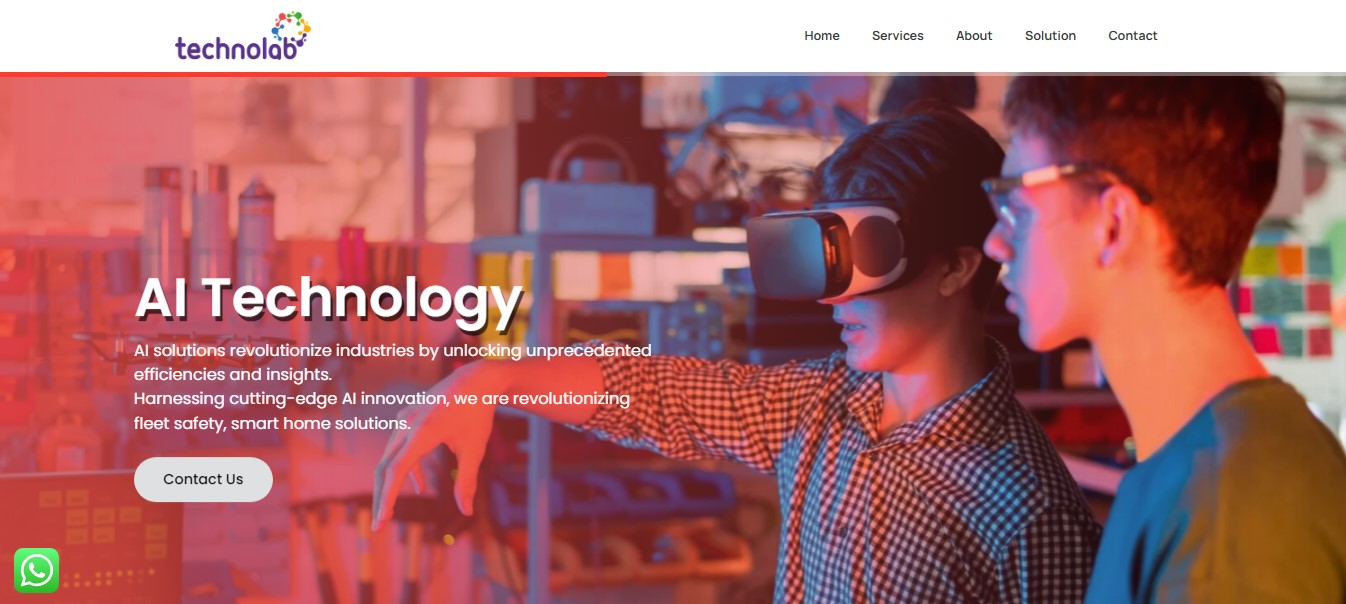 technolab
Home Services About Solution Contact
AI Technology
AI solutions revolutionize industries by unlocking unprecedented
efficiencies and insights.
Harnessing cutting-edge AI innovation, we are revolutionizing
fleet safety, smart home solutions.
Contact Us